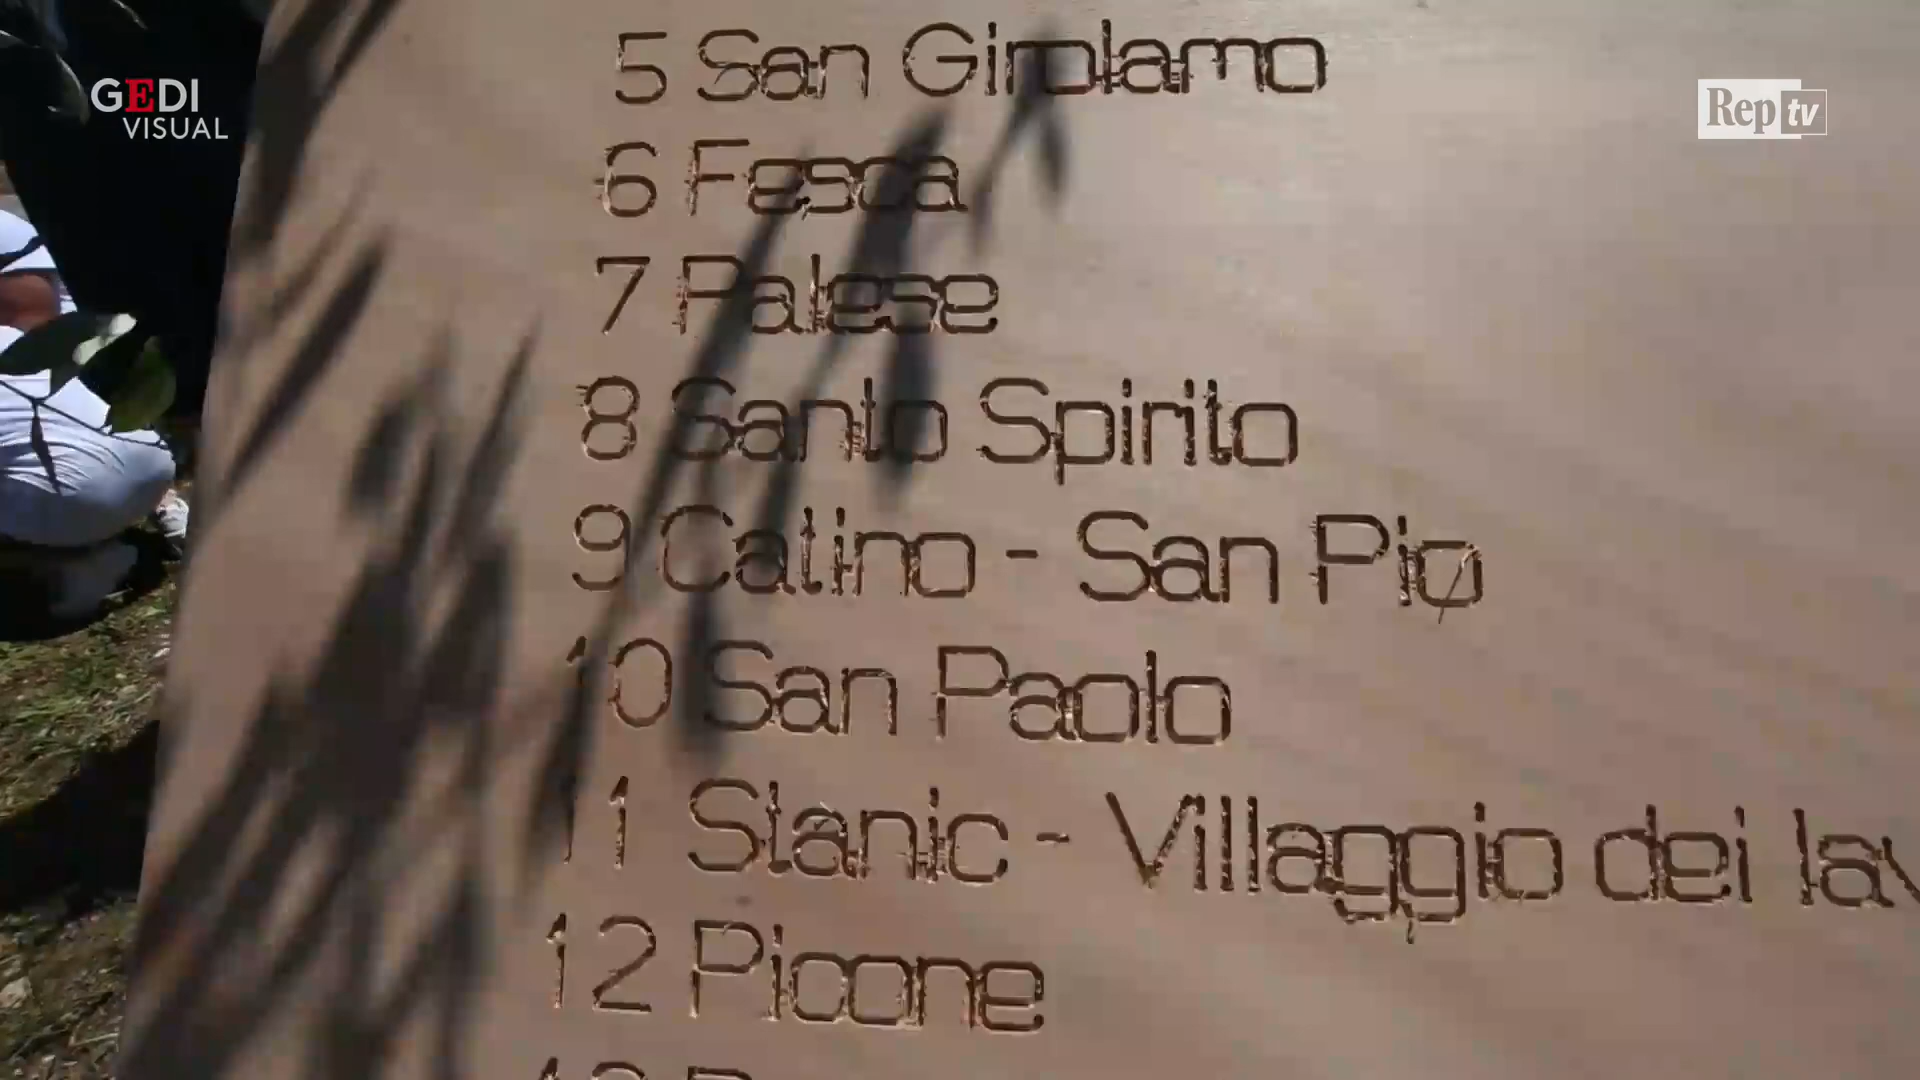 GEDI
VISUAL
Rep tv
5 San Girolamo
6 Fesca
7 Palese
8 Santo Spirito
9 Catino - San Pio
10 San Paolo
11 Stanic - Villaggio dei
12 Picone